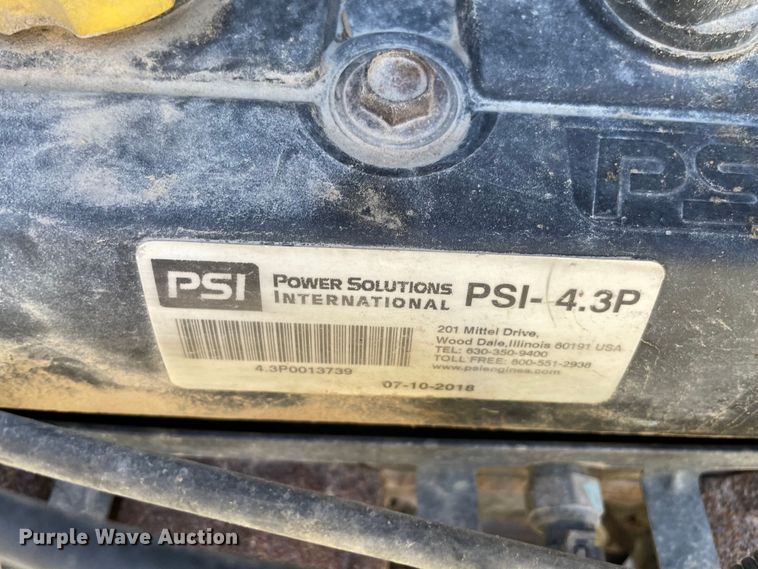 PS
PSI POWER SOLUTIONS INTERNATIONAL PSI- 4.3P
201 Mittel Drive,
Wood Dale, Illinois 60191 USA
TEL: 630-350-9400
TOLL FREE: 800-551-2938
www.psiengines.com
4.3P0013739
07-10-2018
Purple Wave Auction